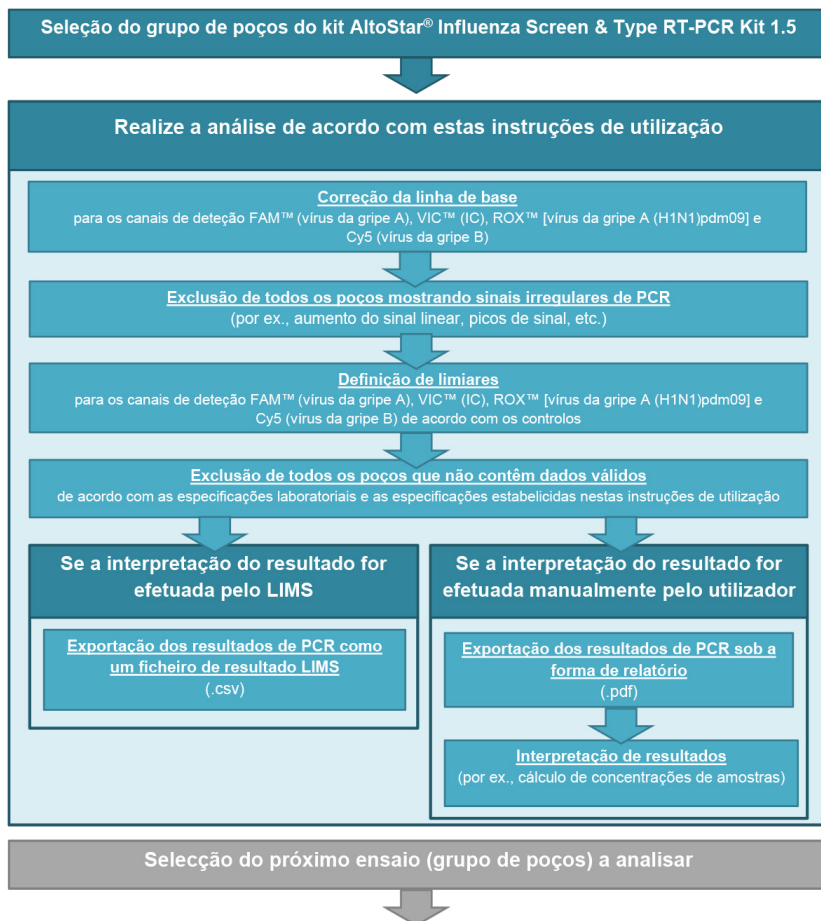 Seleção do grupo de poços do kit AltoStar® Influenza Screen & Type RT-PCR Kit 1.5
Realize a análise de acordo com estas instruções de utilização
Correção da linha de base
para os canais de deteção FAM™ (vírus da gripe A), VIC™ (IC), ROX™ [vírus da gripe A (H1N1)pdm09] e
Cy5 (vírus da gripe B)
Exclusão de todos os poços mostrando sinais irregulares de PCR
(por ex., aumento do sinal linear, picos de sinal, etc.)
Definição de limiares
para os canais de deteção FAM™ (vírus da gripe A), VIC™ (IC), ROX™ [vírus da gripe A (H1N1)pdm09] e
Cy5 (vírus da gripe B) de acordo com os controlos
Exclusão de todos os poços que não contêm dados válidos
de acordo com as especificações laboratoriais e as especificações estabelicidas nestas instruções de utilização
Se a interpretação do resultado for
efetuada pelo LIMS
Exportação dos resultados de PCR como
um ficheiro de resultado LIMS
(.csv)
Se a interpretação do resultado for
efetuada manualmente pelo utilizador
Exportação dos resultados de PCR sob a
forma de relatório
(.pdf)
Interpretação de resultados
(por ex., cálculo de concentrações de amostras)
Selecção do próximo ensaio (grupo de poços) a analisar